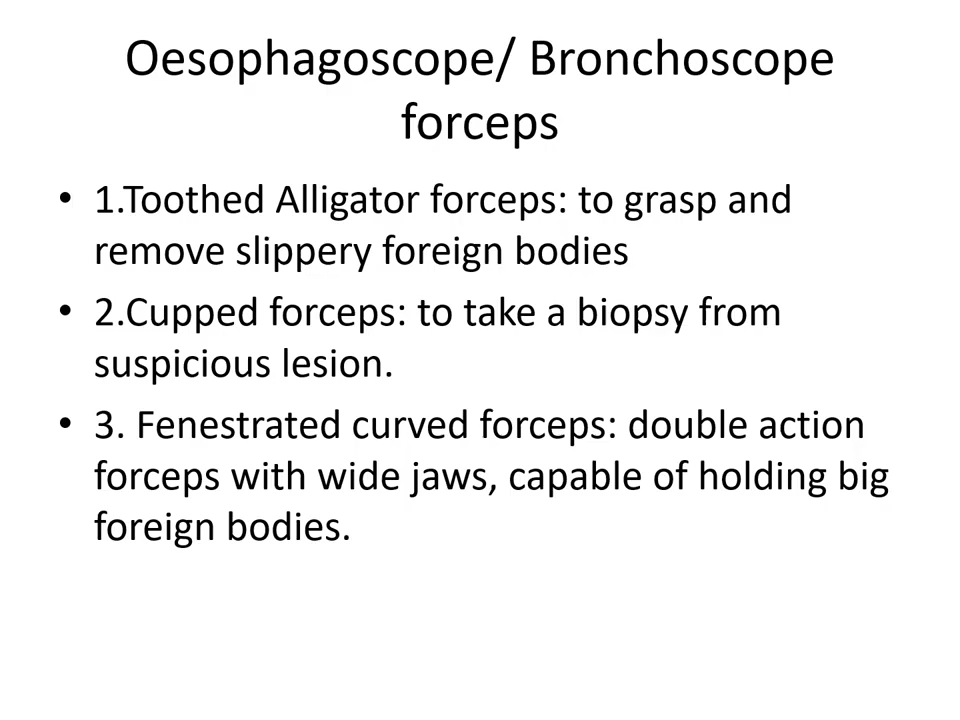 Oesophagoscope/ Bronchoscope
forceps
• 1.Toothed Alligator forceps: to grasp and
remove slippery foreign bodies
• 2.Cupped forceps: to take a biopsy from
suspicious lesion.
• 3. Fenestrated curved forceps: double action
forceps with wide jaws, capable of holding big
foreign bodies.